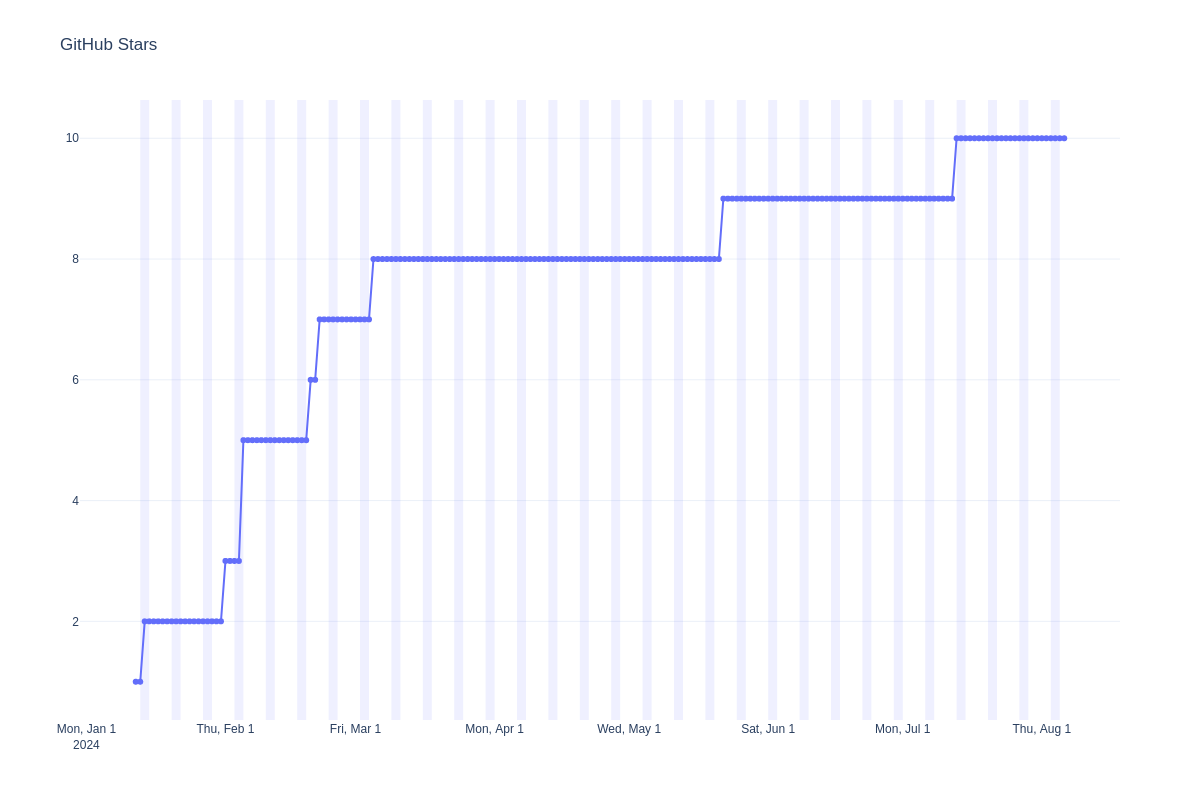 GitHub Stars
10
8
6
4
2
Mon, Jan 1
2024
Thu, Feb 1
Fri, Mar 1
Mon, Apr 1
Wed, May 1
Sat, Jun 1
Mon, Jul 1
Thu, Aug 1